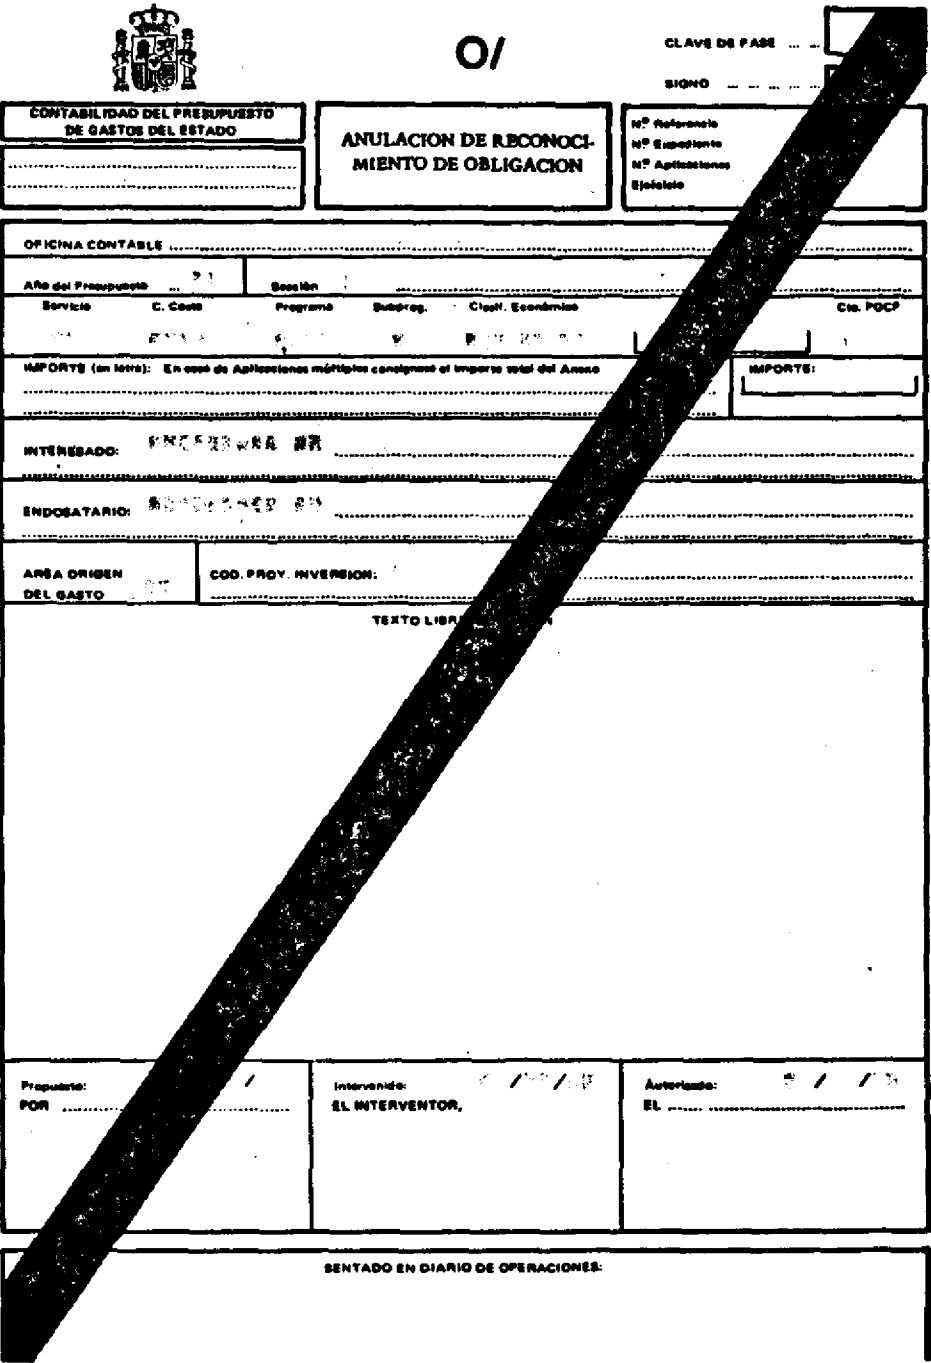 O/
CLAVE DE FASE ... ...
SIGNO ... ... ... ... ...
CONTABILIDAD DEL PRESUPUESTO
DE GASTOS DEL ESTADO
ANULACION DE RECONOCI-
MIENTO DE OBLIGACION
Nº Referencia
Nº Expediente
Nº Aplicaciones
Ejercicio
OFICINA CONTABLE
Año del Presupuesto ... Sección
Servicio C. Coste Programa Subprog. Clasif. Económica Cta. PGCP
IMPORTE (en letra): En caso de Aplicaciones múltiples consignese el importe total del Anexo
IMPORTE:
INTERESADO:
ENDOSATARIO:
AREA ORIGEN
DEL GASTO
COD. PROY. INVERSION:
TEXTO
Propuesto: /
POR
Intervenido: / /
EL INTERVENTOR,
Autorizado: / /
EL
SENTADO EN DIARIO DE OPERACIONES: